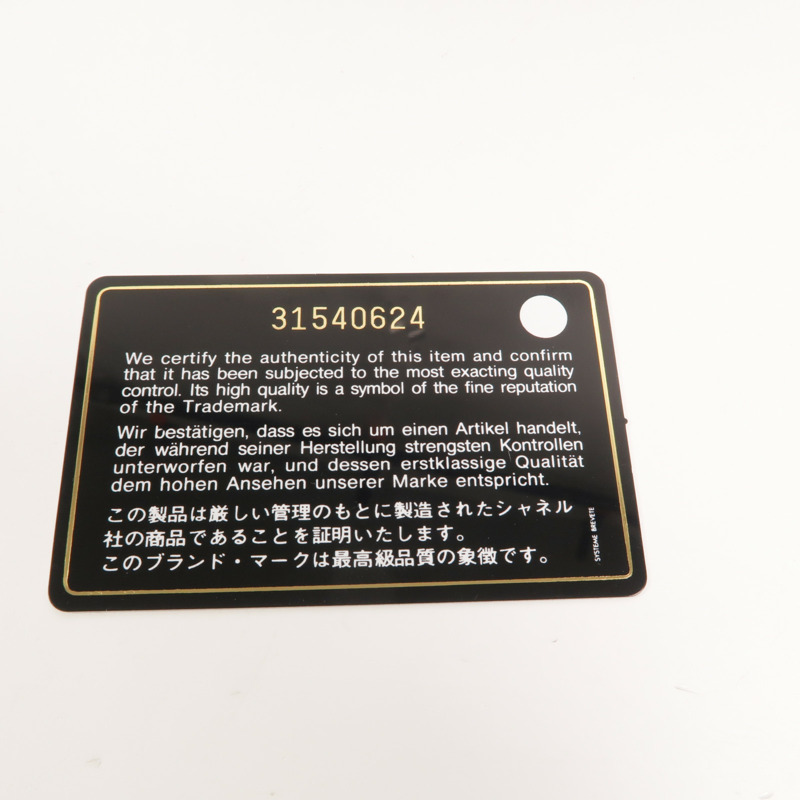 31540624
We certify the authenticity of this item and confirm
that it has been subjected to the most exacting quality
control. Its high quality is a symbol of the fine reputation
of the Trademark.
Wir bestätigen, dass es sich um einen Artikel handelt,
der während seiner Herstellung strengsten Kontrollen
unterworfen war, und dessen erstklassige Qualität
dem hohen Ansehen unserer Marke entspricht.
この製品は厳しい管理のもとに製造されたシャネル
社の商品であることを証明いたします。
このブランド・マークは最高級品質の象徴です。
SYSTEME BREVETE